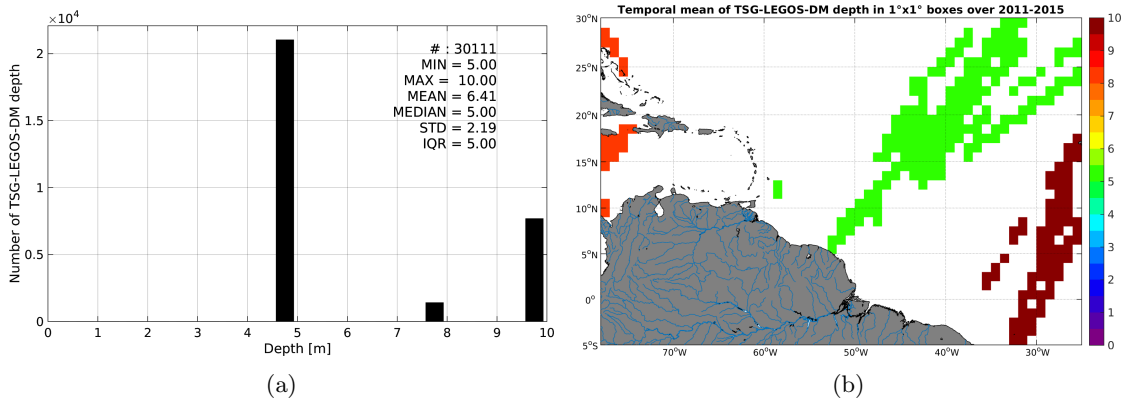 ×10⁴
2
1.5
1
0.5
0
Number of TSG-LEGOS-DM depth
# : 30111
MIN = 5.00
MAX = 10.00
MEAN = 6.41
MEDIAN = 5.00
STD = 2.19
IQR = 5.00
0 1 2 3 4 5 6 7 8 9 10
Depth [m]
(a)
Temporal mean of TSG-LEGOS-DM depth in 1°x1° boxes over 2011-2015
30°N
25°N
20°N
15°N
10°N
5°N
0°
5°S
70°W 60°W 50°W 40°W 30°W
10
9
8
7
6
5
4
3
2
1
0
(b)